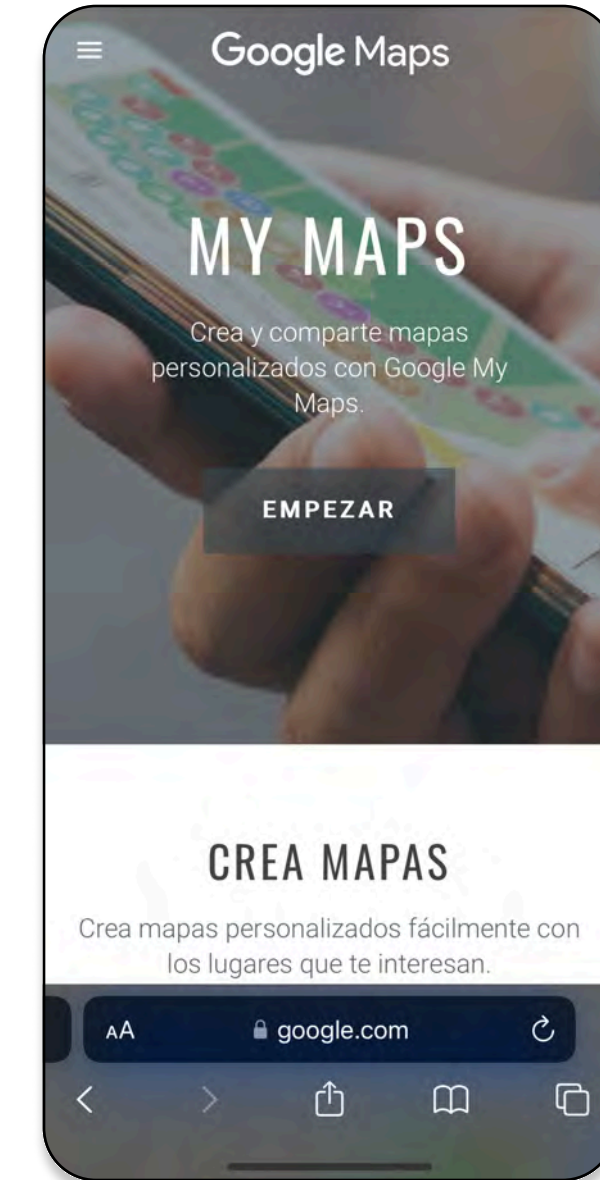 Google Maps
MY MAPS
Crea y comparte mapas
personalizados con Google My
Maps.
EMPEZAR
CREA MAPAS
Crea mapas personalizados fácilmente con
los lugares que te interesan.
AA
google.com